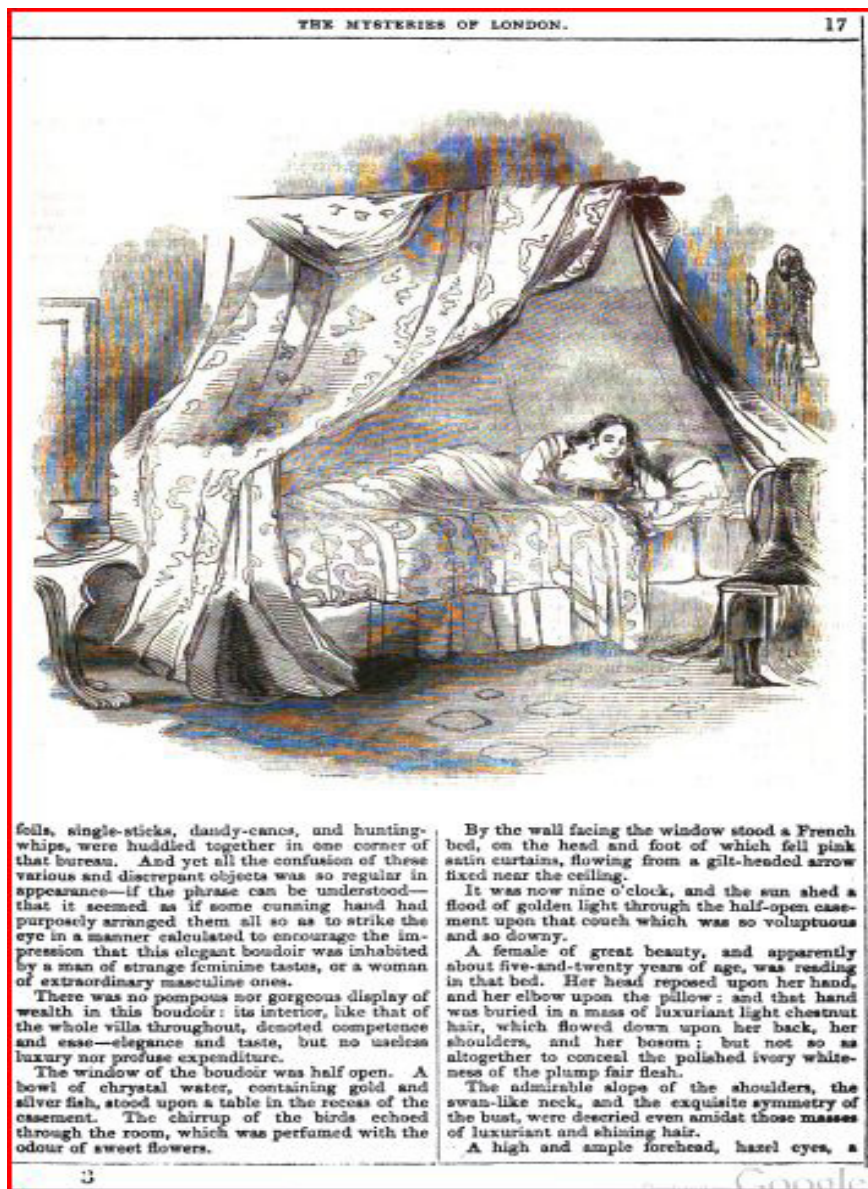 THE MYSTERIES OF LONDON.
17
foils, single-sticks, dandy-canes, and hunting-
whips, were huddled together in one corner of
that bureau. And yet all the confusion of these
various and discrepant objects was so regular in
appearance—if the phrase can be understood—
that it seemed as if some cunning hand had
purposely arranged them all so as to strike the
eye in a manner calculated to encourage the im-
pression that this elegant boudoir was inhabited
by a man of strange feminine tastes, or a woman
of extraordinary masculine ones.
There was no pompous nor gorgeous display of
wealth in this boudoir: its interior, like that of
the whole villa throughout, denoted competence
and ease—elegance and taste, but no useless
luxury nor profuse expenditure.
The window of the boudoir was half open. A
bowl of chrystal water, containing gold and
silver fish, stood upon a table in the recess of the
casement. The chirrup of the birds echoed
through the room, which was perfumed with the
odour of sweet flowers.
By the wall facing the window stood a French
bed, on the head and foot of which fell pink
satin curtains, flowing from a gilt-headed arrow
fixed near the ceiling.
It was now nine o'clock, and the sun shed a
flood of golden light through the half-open case-
ment upon that couch which was so voluptuous
and so downy.
A female of great beauty, and apparently
about five-and-twenty years of age, was reading
in that bed. Her head reposed upon her hand,
and her elbow upon the pillow: and that hand
was buried in a mass of luxuriant light chestnut
hair, which flowed down upon her back, her
shoulders, and her bosom; but not so as
altogether to conceal the polished ivory white-
ness of the plump fair flesh.
The admirable slope of the shoulders, the
swan-like neck, and the exquisite symmetry of
the bust, were descried even amidst those masses
of luxuriant and shining hair.
A high and ample forehead, hazel eyes, a
3
Google